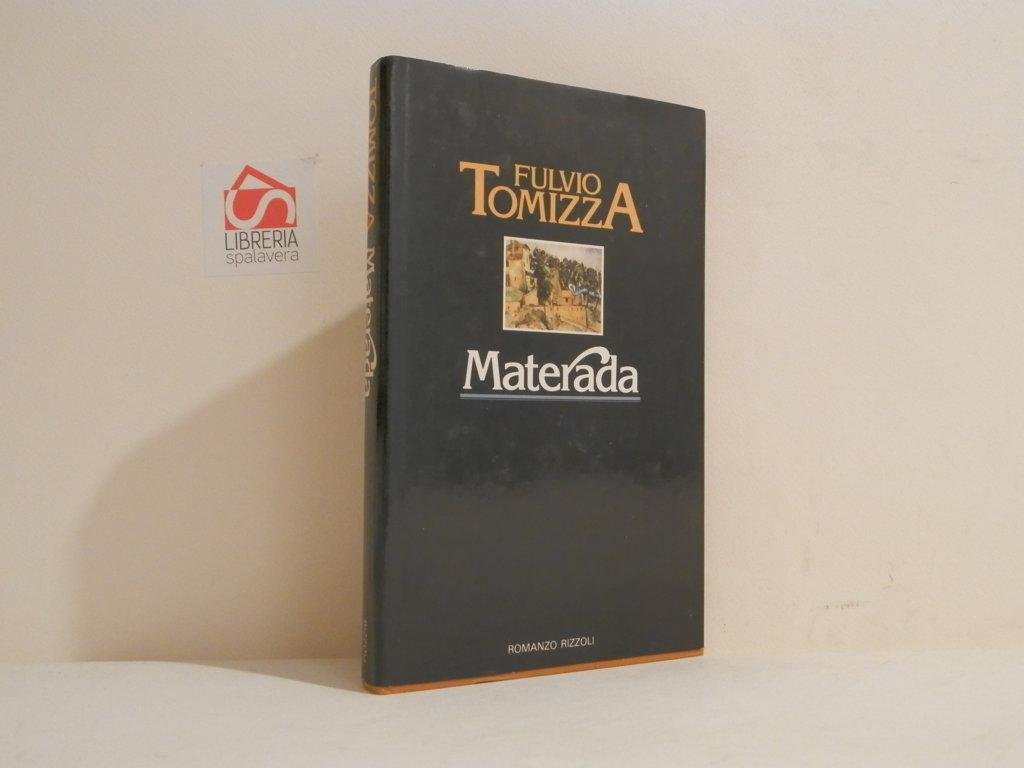 FULVIO
TOMIZZA
Materada
ROMANZO RIZZOLI
TOMIZZA Materada
LIBRERIA
spalavera